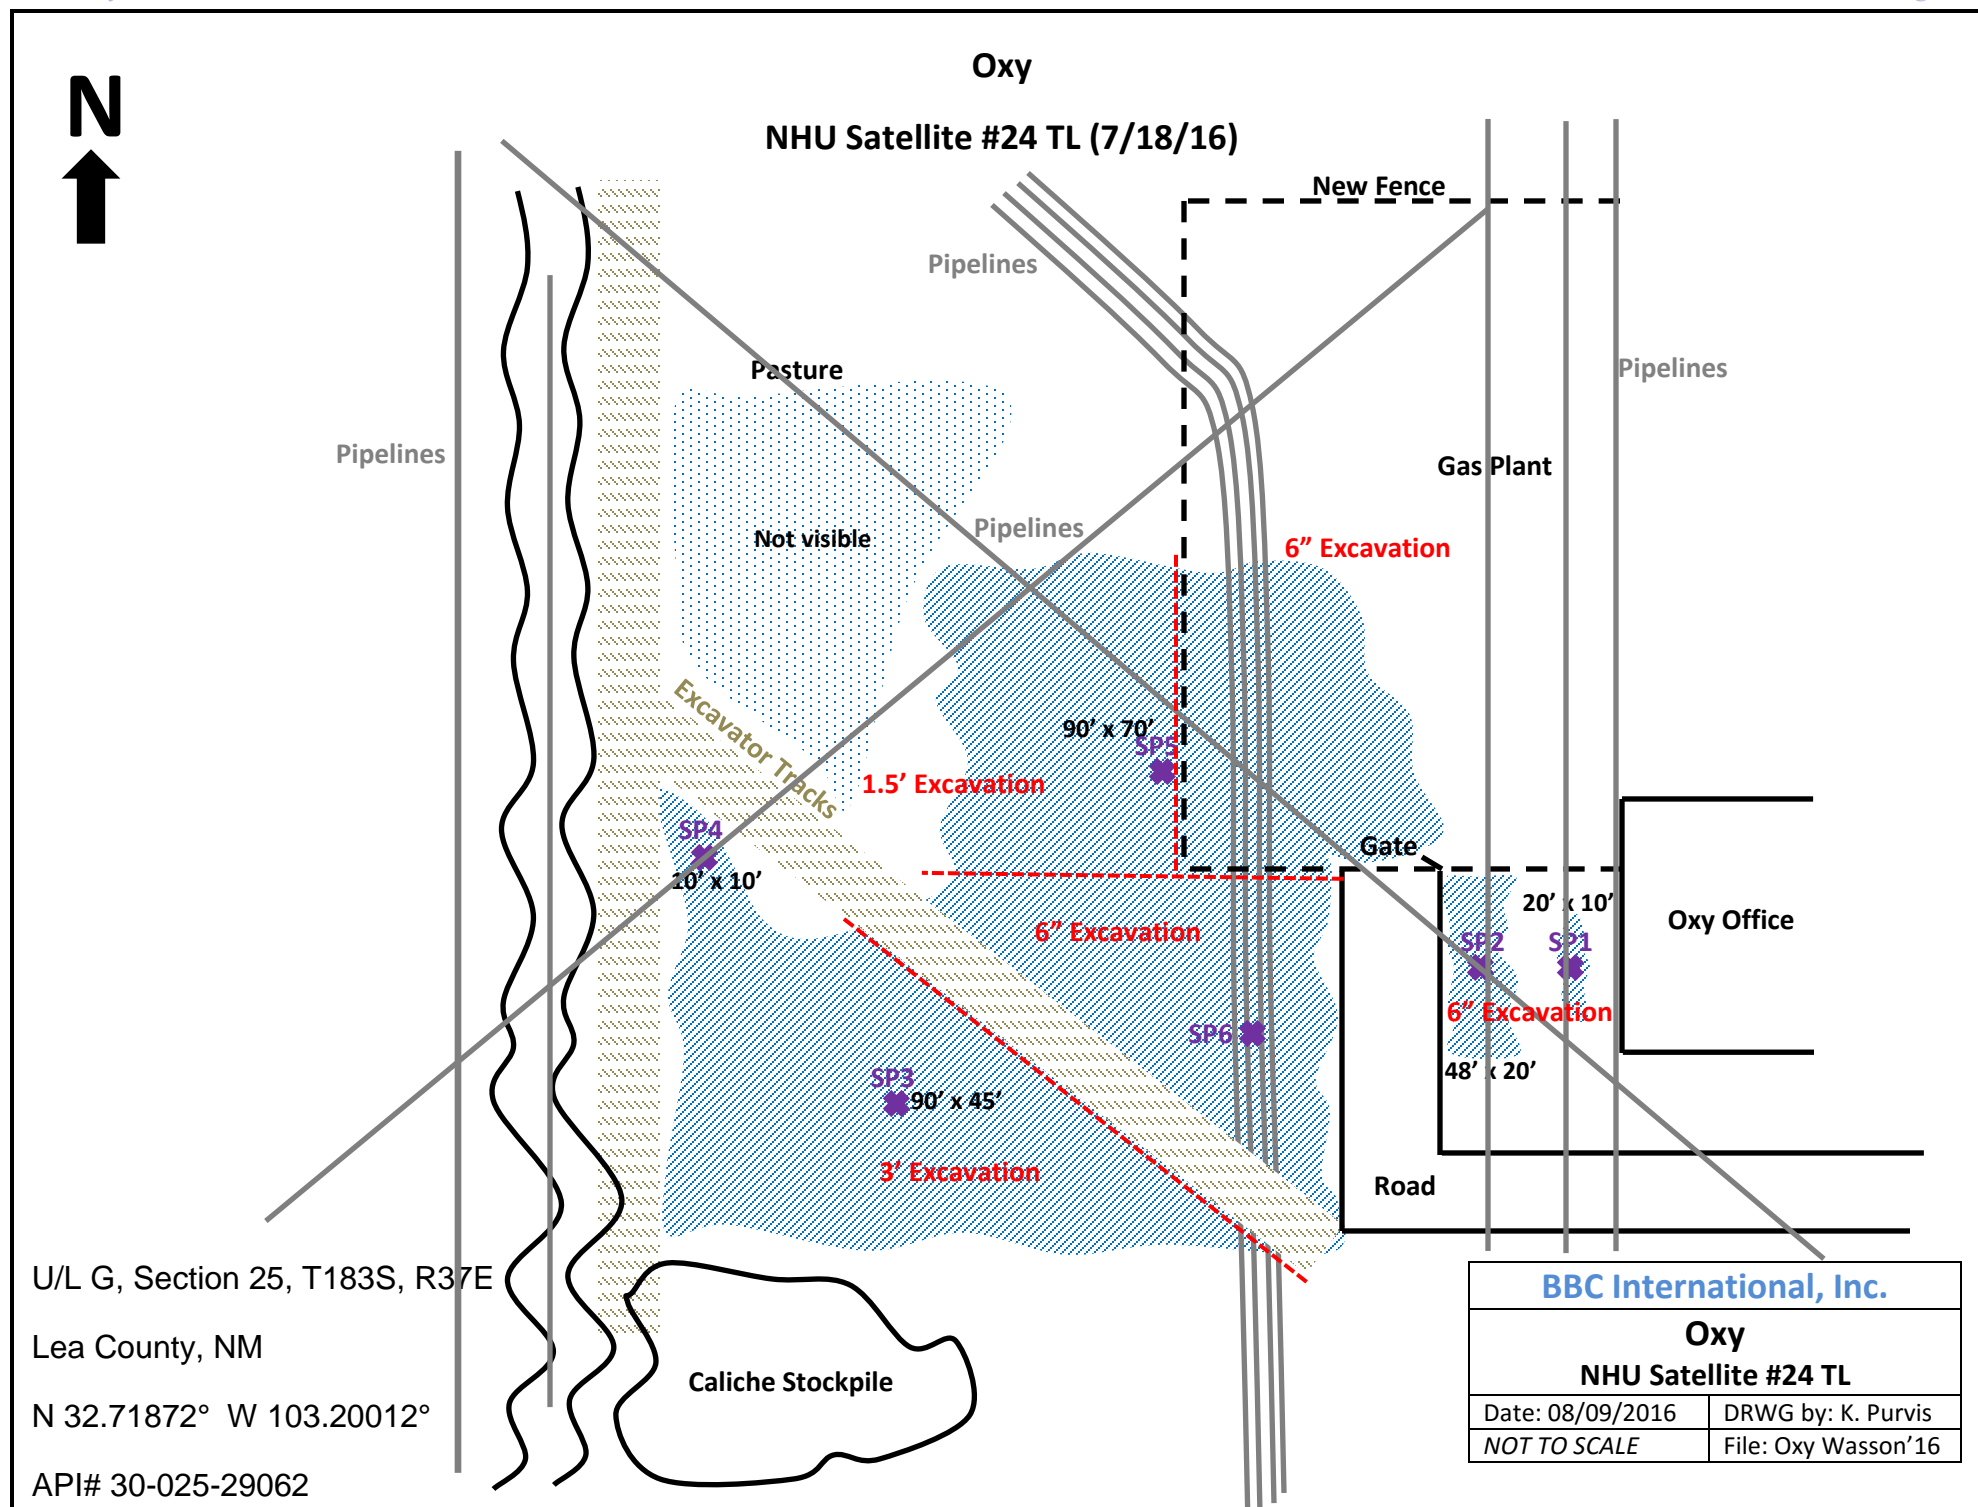 Oxy
NHU Satellite #24 TL (7/18/16)
N
New Fence
Pipelines
Pasture
Pipelines
Pipelines
Gas Plant
Not visible
Pipelines
6” Excavation
Excavator Tracks
90’ x 70’
SP5
1.5’ Excavation
SP4
10’ x 10’
Gate
20’ x 10’
Oxy Office
6” Excavation
SP2
SP1
6” Excavation
SP6
48’ x 20’
SP3
90’ x 45’
3’ Excavation
Road
U/L G, Section 25, T183S, R37E
Lea County, NM
N 32.71872° W 103.20012°
API# 30-025-29062
Caliche Stockpile
BBC International, Inc.
Oxy
NHU Satellite #24 TL
Date: 08/09/2016
DRWG by: K. Purvis
NOT TO SCALE
File: Oxy Wasson’16